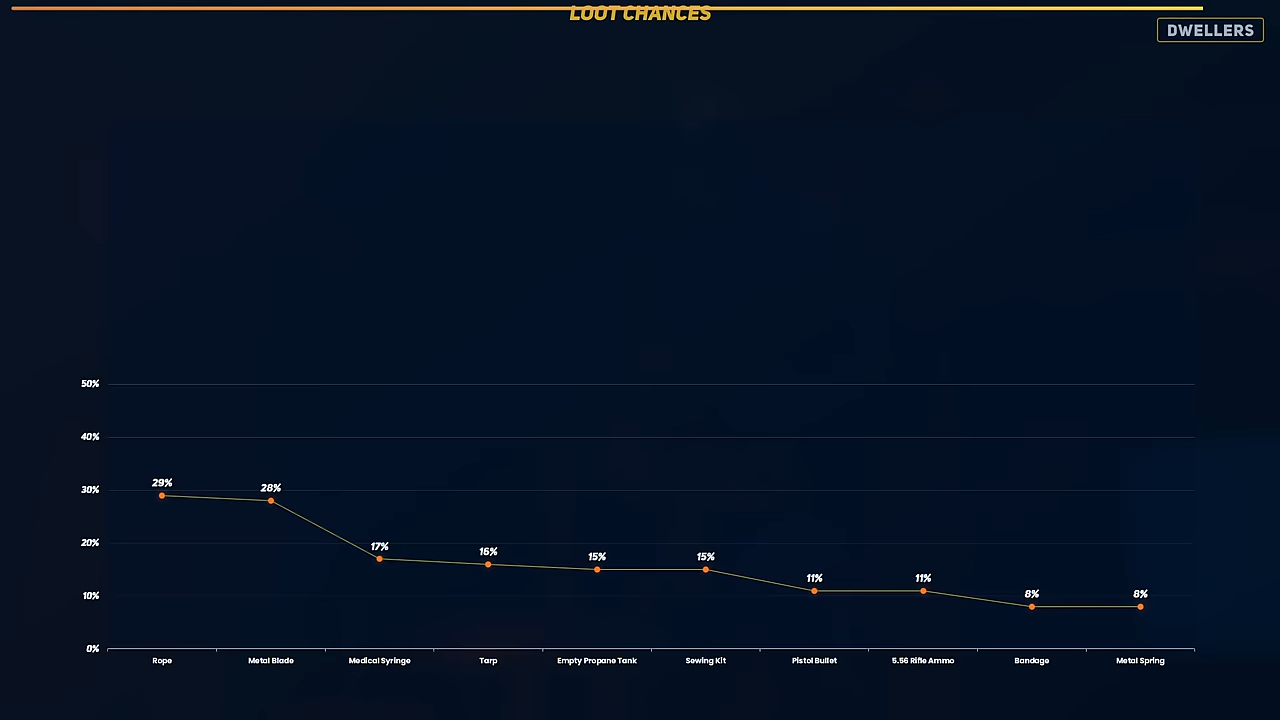 LOOT CHANCES
DWELLERS
50%
40%
30%
20%
10%
0%
29%
28%
17%
16%
15%
15%
11%
11%
8%
8%
Rope
Metal Blade
Medical Syringe
Tarp
Empty Propane Tank
Sewing Kit
Pistol Bullet
5.56 Rifle Ammo
Bandage
Metal Spring